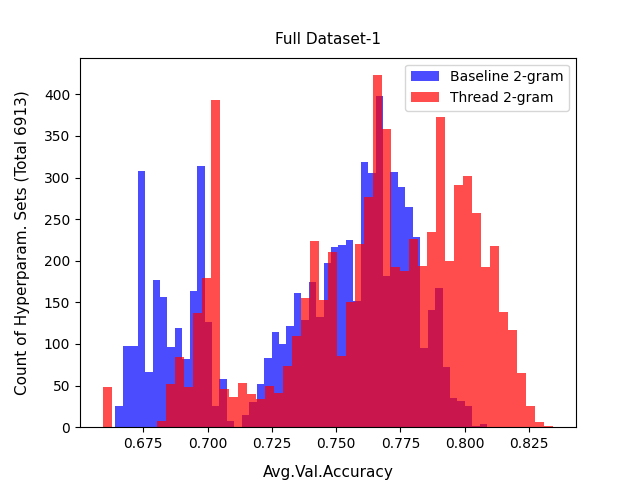 Full Dataset-1
Baseline 2-gram
Thread 2-gram
Count of Hyperparam. Sets (Total 6913)
400
350
300
250
200
150
100
50
0
0.675 0.700 0.725 0.750 0.775 0.800 0.825
Avg.Val.Accuracy